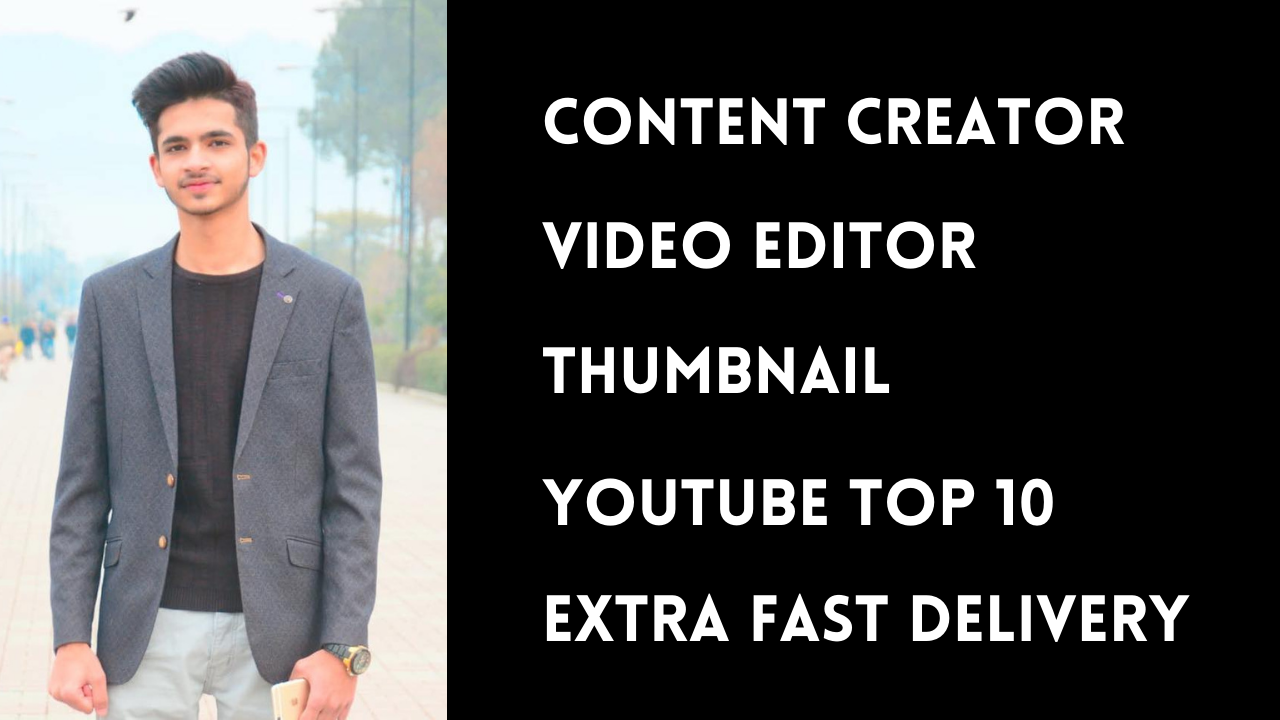 CONTENT CREATOR
VIDEO EDITOR
THUMBNAIL
YOUTUBE TOP 10
EXTRA FAST DELIVERY